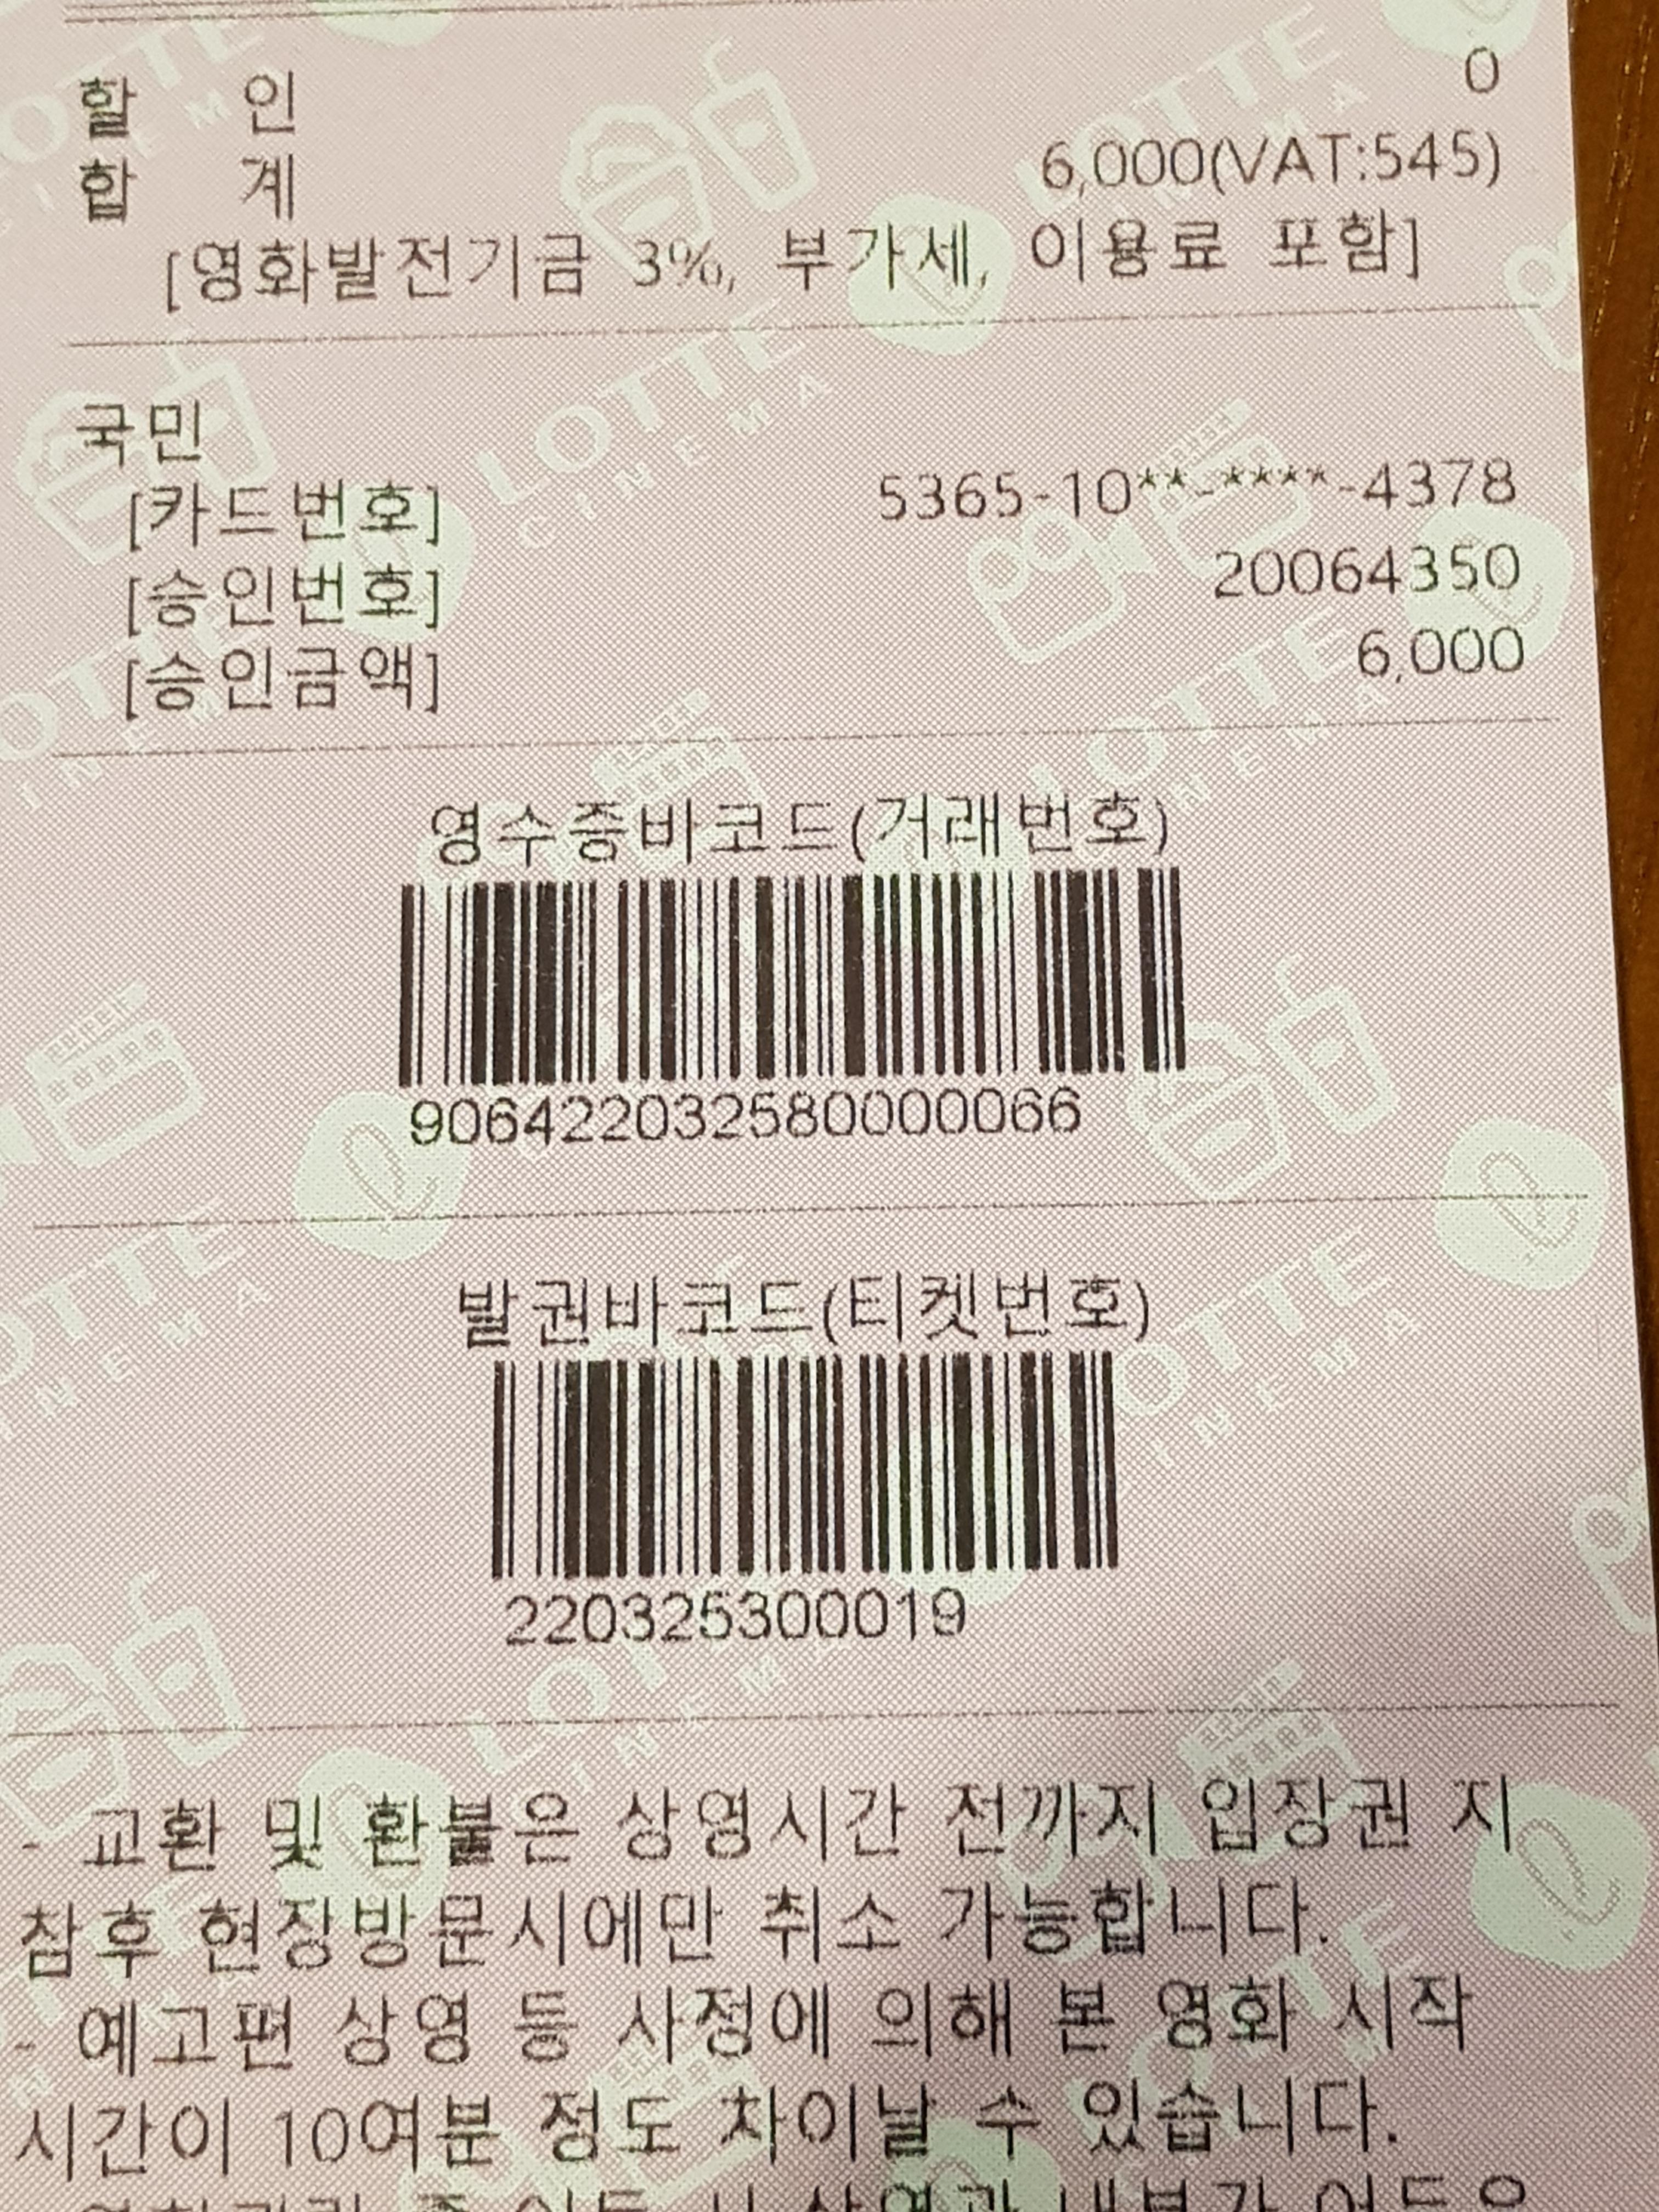 할 인 0
합 계 6,000(VAT:545)
[영화발전기금 3%, 부가세, 이용료 포함]
국민
[카드번호] 5365-10**-****-4378
[승인번호] 20064350
[승인금액] 6,000
영수증바코드(거래번호)
906422032580000066
발권바코드(티켓번호)
220325300019
- 교환 및 환불은 상영시간 전까지 입장권 지
참후 현장방문시에만 취소 가능합니다.
- 예고편 상영 등 사정에 의해 본 영화 시작
시간이 10여분 정도 차이날 수 있습니다.
LOTTE
CINEMA